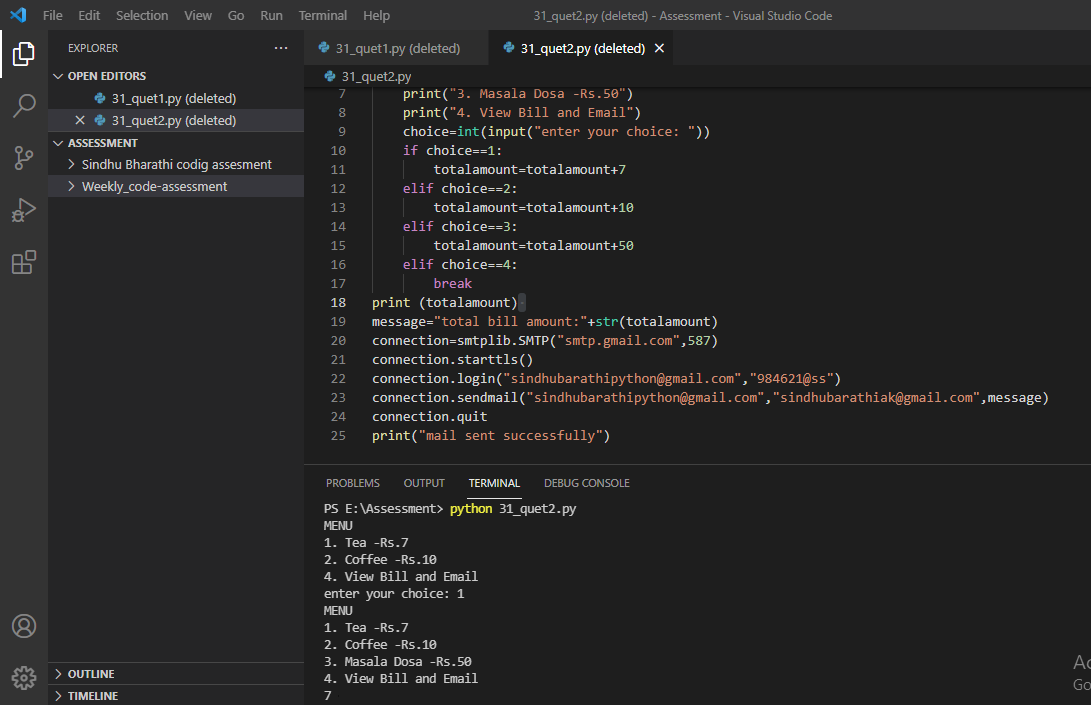 File Edit Selection View Go Run Terminal Help 31_quet2.py (deleted) - Assessment - Visual Studio Code
EXPLORER ···
31_quet1.py (deleted) 31_quet2.py (deleted)
OPEN EDITORS
31_quet1.py (deleted)
31_quet2.py (deleted)
ASSESSMENT
Sindhu Bharathi codig assesment
Weekly_code-assessment
OUTLINE
TIMELINE
31_quet2.py
7 print("3. Masala Dosa -Rs.50")
8 print("4. View Bill and Email")
9 choice=int(input("enter your choice: "))
10 if choice==1:
11 totalamount=totalamount+7
12 elif choice==2:
13 totalamount=totalamount+10
14 elif choice==3:
15 totalamount=totalamount+50
16 elif choice==4:
17 break
18 print (totalamount)
19 message="total bill amount:"+str(totalamount)
20 connection=smtplib.SMTP("smtp.gmail.com",587)
21 connection.starttls()
22 connection.login("sindhubarathipython@gmail.com","984621@ss")
23 connection.sendmail("sindhubarathipython@gmail.com","sindhubarathiak@gmail.com",message)
24 connection.quit
25 print("mail sent successfully")
PROBLEMS OUTPUT TERMINAL DEBUG CONSOLE
PS E:\Assessment> python 31_quet2.py
MENU
1. Tea -Rs.7
2. Coffee -Rs.10
4. View Bill and Email
enter your choice: 1
MENU
1. Tea -Rs.7
2. Coffee -Rs.10
3. Masala Dosa -Rs.50
4. View Bill and Email
7